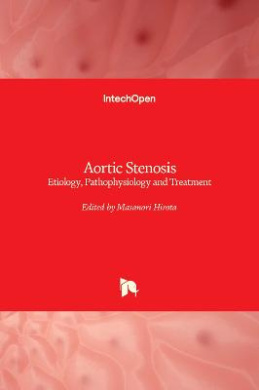 IntechOpen
Aortic Stenosis
Etiology, Pathophysiology and Treatment
Edited by Masanori Hirota